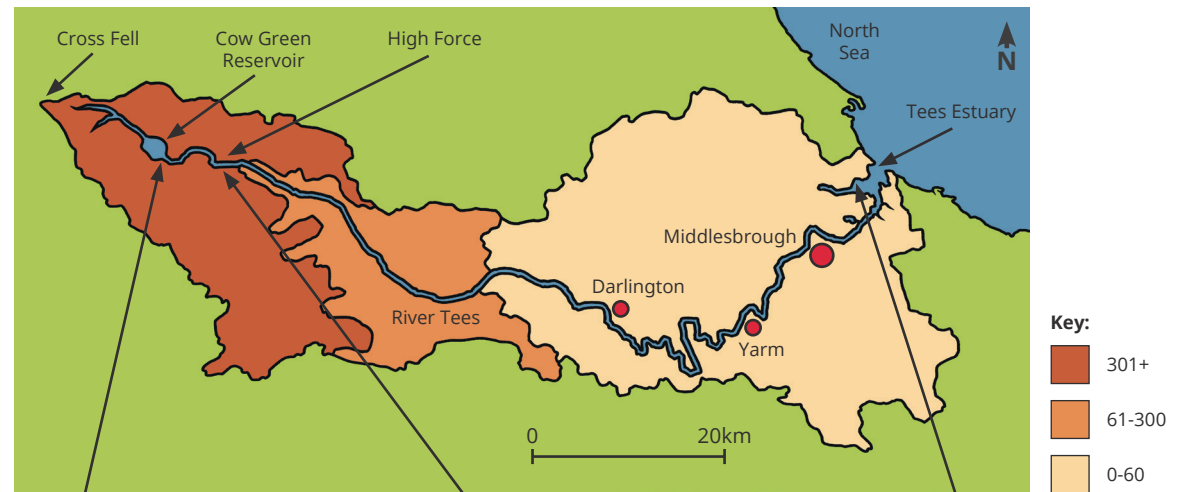 Cross Fell
Cow Green
Reservoir
High Force
North
Sea
N
Tees Estuary
Middlesbrough
Darlington
River Tees
Yarm
0
20km
Key:
301+
61-300
0-60